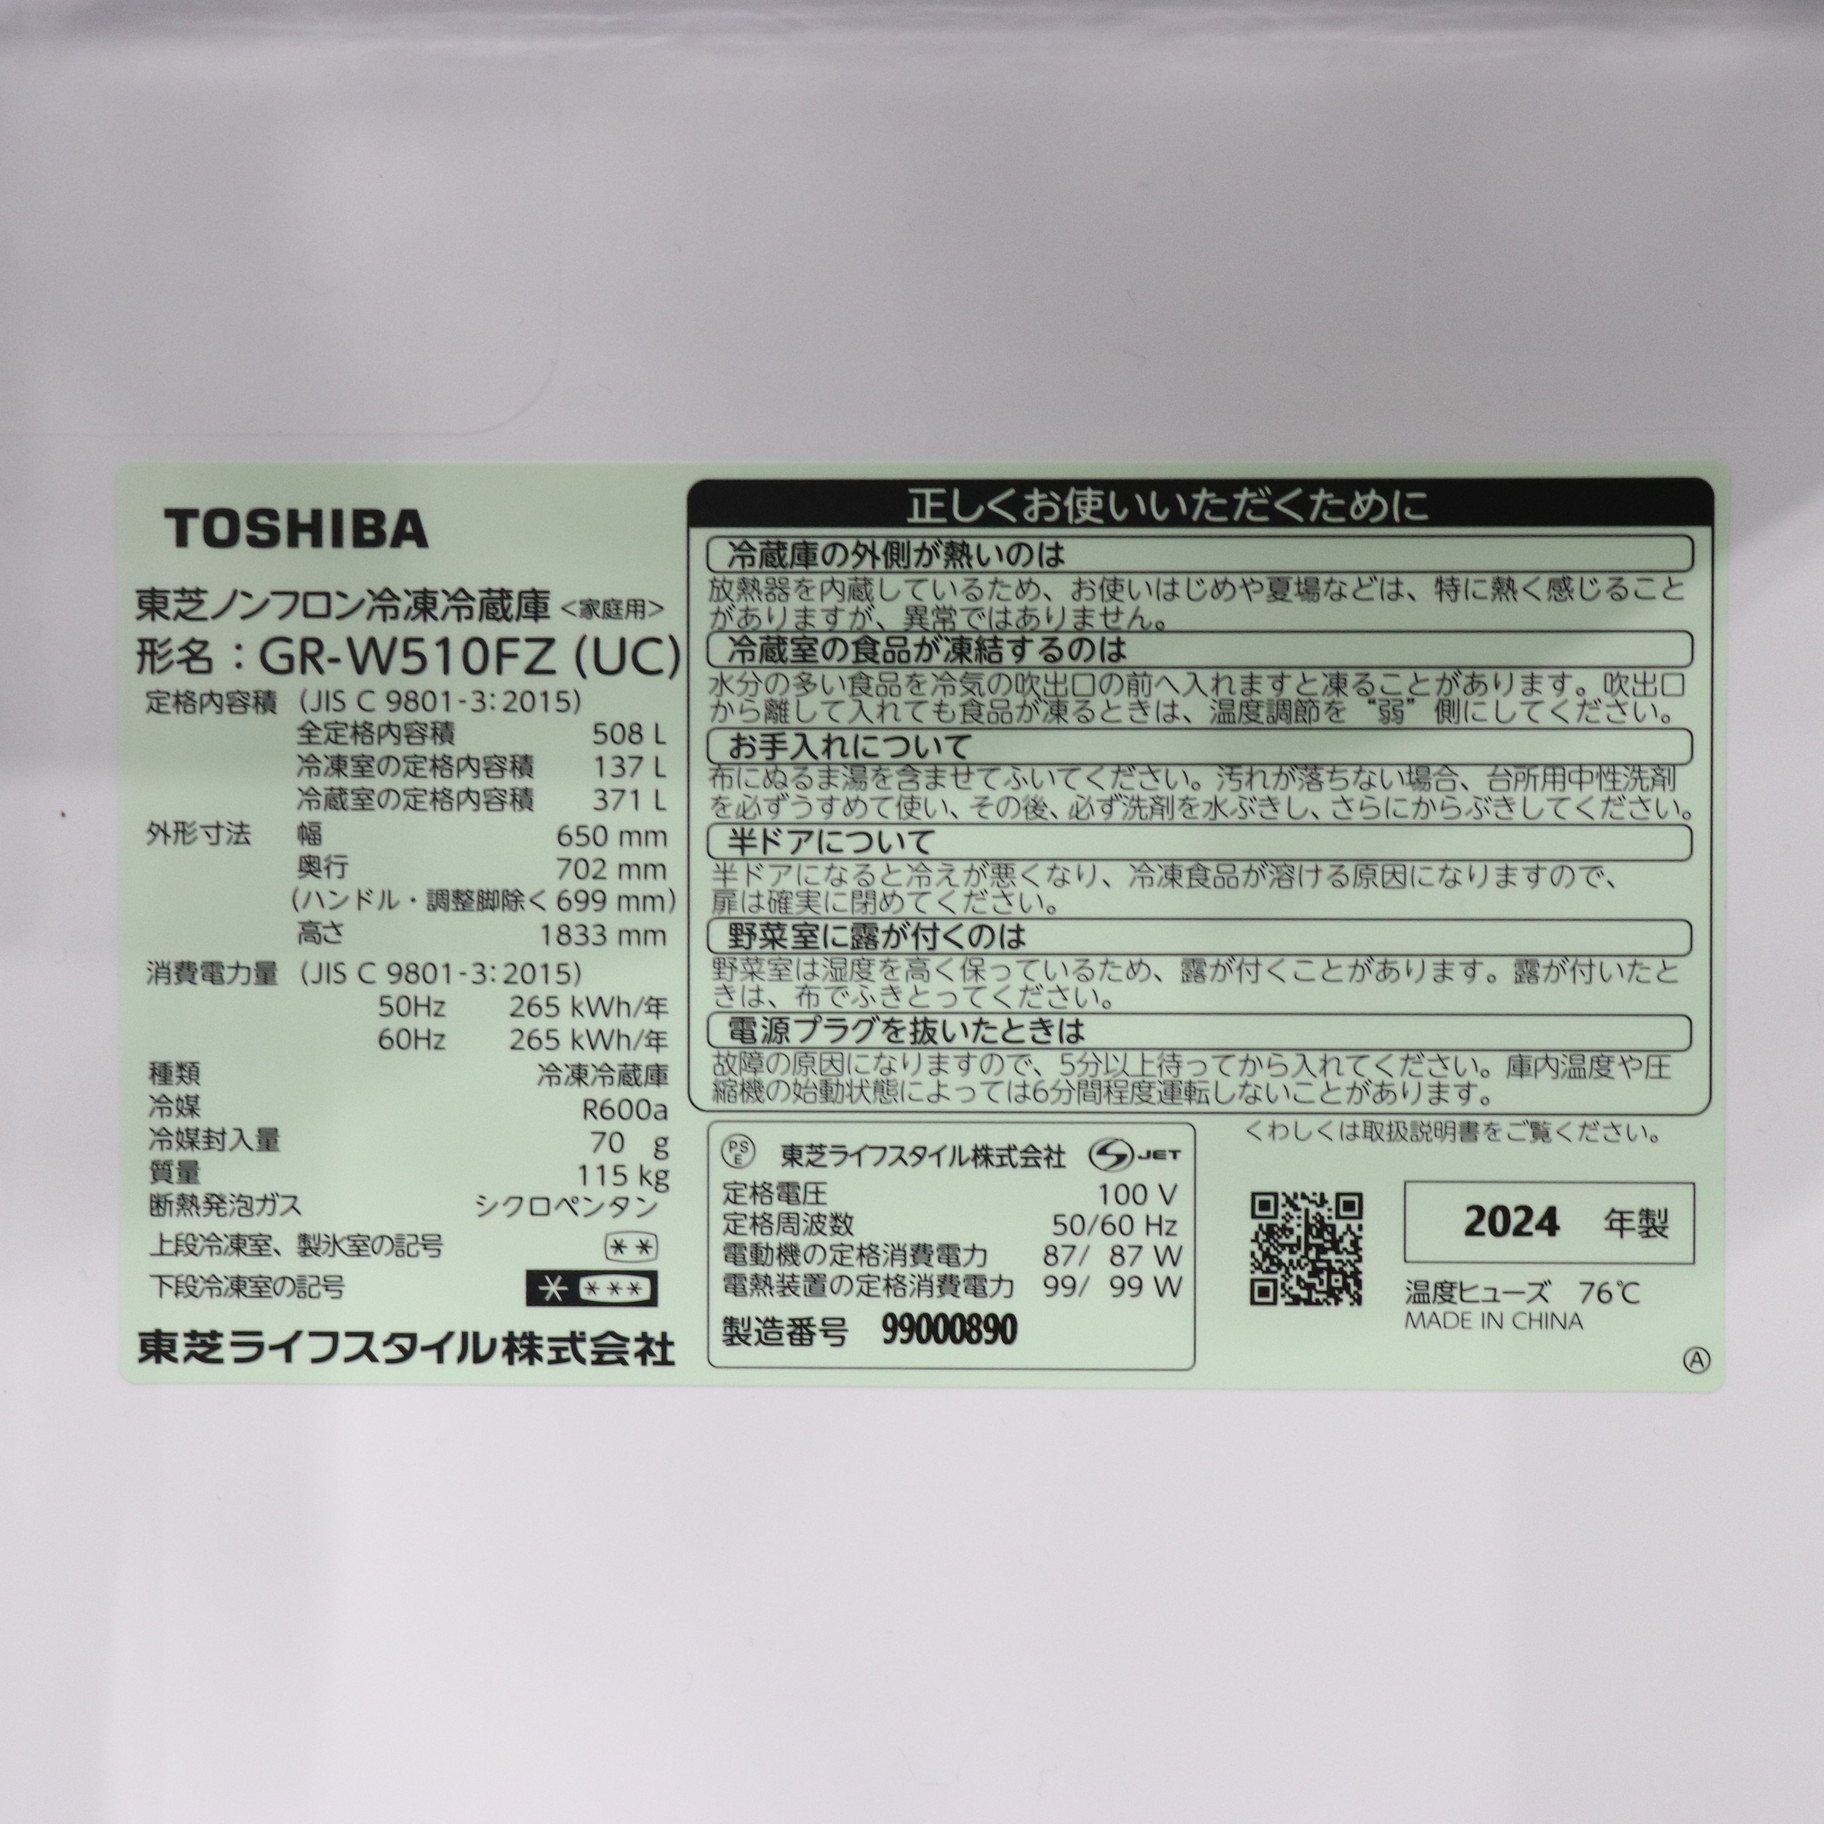 TOSHIBA
東芝ノンフロン冷凍冷蔵庫 <家庭用>
形名：GR-W510FZ (UC)
定格内容積 (JIS C 9801-3:2015)
全定格内容積 508 L
冷凍室の定格内容積 137 L
冷蔵室の定格内容積 371 L
外形寸法 幅 650 mm
奥行 702 mm
(ハンドル・調整脚除く 699 mm)
高さ 1833 mm
消費電力量 (JIS C 9801-3:2015)
50Hz 265 kWh/年
60Hz 265 kWh/年
種類 冷凍冷蔵庫
冷媒 R600a
冷媒封入量 70 g
質量 115 kg
断熱発泡ガス シクロペンタン
上段冷凍室、製氷室の記号 **
下段冷凍室の記号 * ***
東芝ライフスタイル株式会社
正しくお使いいただくために
冷蔵庫の外側が熱いのは
放熱器を内蔵しているため、お使いはじめや夏場などは、特に熱く感じること
がありますが、異常ではありません。
冷蔵室の食品が凍結するのは
水分の多い食品を冷気の吹出口の前へ入れますと凍ることがあります。吹出口
から離して入れても食品が凍るときは、温度調節を“弱”側にしてください。
お手入れについて
布にぬるま湯を含ませてふいてください。汚れが落ちない場合、台所用中性洗剤
を必ずうすめて使い、その後、必ず洗剤を水ぶきし、さらにからぶきしてください。
半ドアについて
半ドアになると冷えが悪くなり、冷凍食品が溶ける原因になりますので、
扉は確実に閉めてください。
野菜室に露が付くのは
野菜室は湿度を高く保っているため、露が付くことがあります。露が付いたと
きは、布でふきとってください。
電源プラグを抜いたときは
故障の原因になりますので、5分以上待ってから入れてください。庫内温度や圧
縮機の始動状態によっては6分間程度運転しないことがあります。
くわしくは取扱説明書をご覧ください。
PSE 東芝ライフスタイル株式会社 JET
定格電圧 100 V
定格周波数 50/60 Hz
電動機の定格消費電力 87/ 87 W
電熱装置の定格消費電力 99/ 99 W
製造番号 99000890
2024 年製
温度ヒューズ 76℃
MADE IN CHINA
Ⓐ